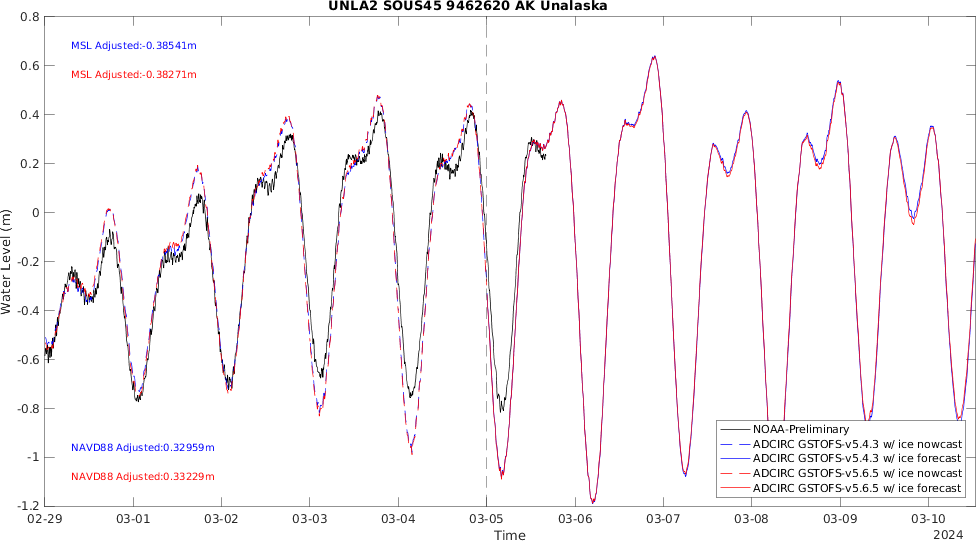 UNLA2 SOUS45 9462620 AK Unalaska
0.8
0.6
0.4
0.2
0
-0.2
-0.4
-0.6
-0.8
-1
-1.2
Water Level (m)
MSL Adjusted:-0.38541m
MSL Adjusted:-0.38271m
NAVD88 Adjusted:0.32959m
NAVD88 Adjusted:0.33229m
NOAA-Preliminary
ADCIRC GSTOFS-v5.4.3 w/ ice nowcast
ADCIRC GSTOFS-v5.4.3 w/ ice forecast
ADCIRC GSTOFS-v5.6.5 w/ ice nowcast
ADCIRC GSTOFS-v5.6.5 w/ ice forecast
02-29 03-01 03-02 03-03 03-04 03-05 03-06 03-07 03-08 03-09 03-10
Time
2024